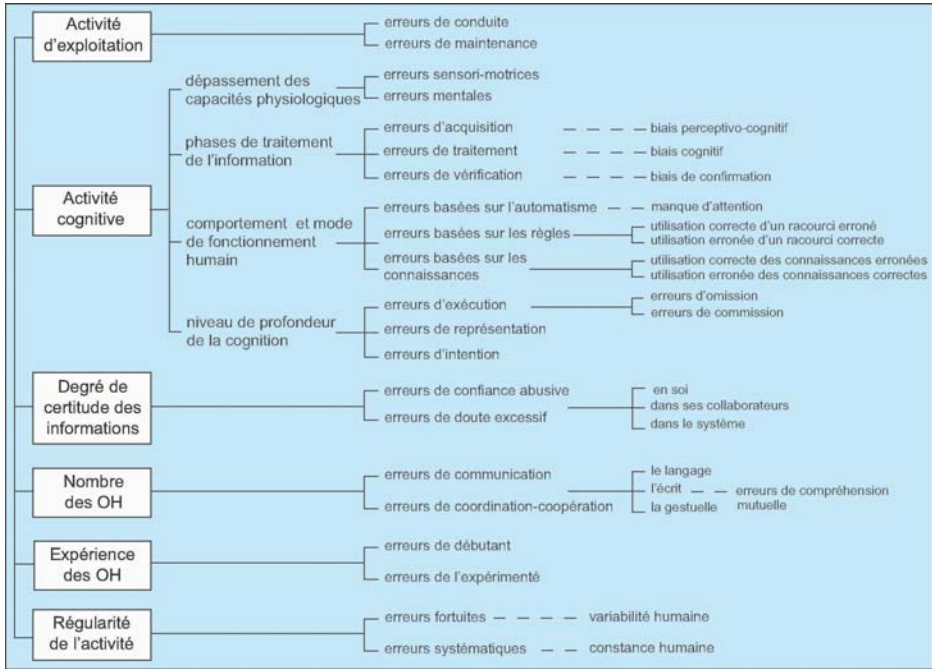 Activité
d'exploitation
erreurs de conduite
erreurs de maintenance
Activité
cognitive
dépassement des
capacités physiologiques
erreurs sensori-motrices
erreurs mentales
phases de traitement
de l'information
erreurs d'acquisition
biais perceptivo-cognitif
erreurs de traitement
biais cognitif
erreurs de vérification
biais de confirmation
comportement et mode
de fonctionnement
humain
erreurs basées sur l'automatisme
manque d'attention
erreurs basées sur les règles
utilisation correcte d'un racourci erroné
utilisation erronée d'un racourci correcte
erreurs basées sur les
connaissances
utilisation correcte des connaissances erronées
utilisation erronée des connaissances correctes
niveau de profondeur
de la cognition
erreurs d'exécution
erreurs d'omission
erreurs de commission
erreurs de représentation
erreurs d'intention
Degré de
certitude des
informations
erreurs de confiance abusive
erreurs de doute excessif
en soi
dans ses collaborateurs
dans le système
Nombre
des OH
erreurs de communication
erreurs de coordination-coopération
le langage
l'écrit
la gestuelle
erreurs de compréhension
mutuelle
Expérience
des OH
erreurs de débutant
erreurs de l'expérimenté
Régularité
de l'activité
erreurs fortuites
variabilité humaine
erreurs systématiques
constance humaine